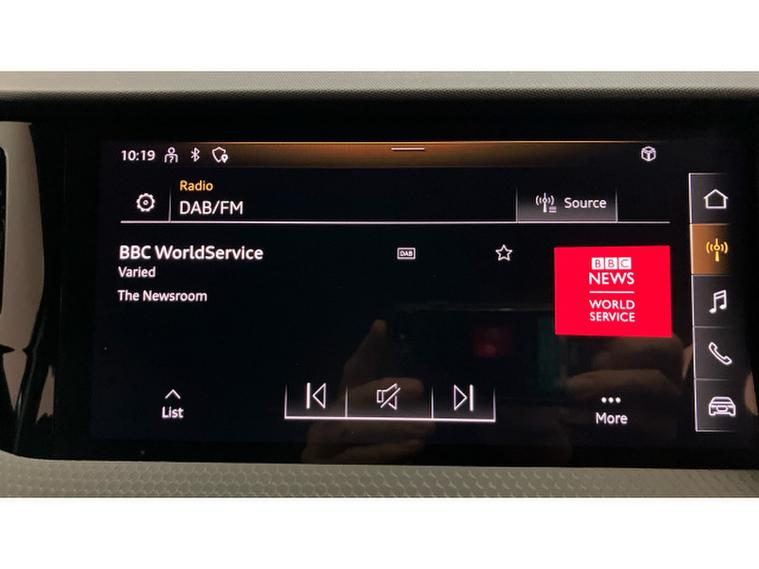 10:19
Radio
DAB/FM
Source
BBC WorldService
DAB
Varied
The Newsroom
BBC
NEWS
WORLD
SERVICE
List
More